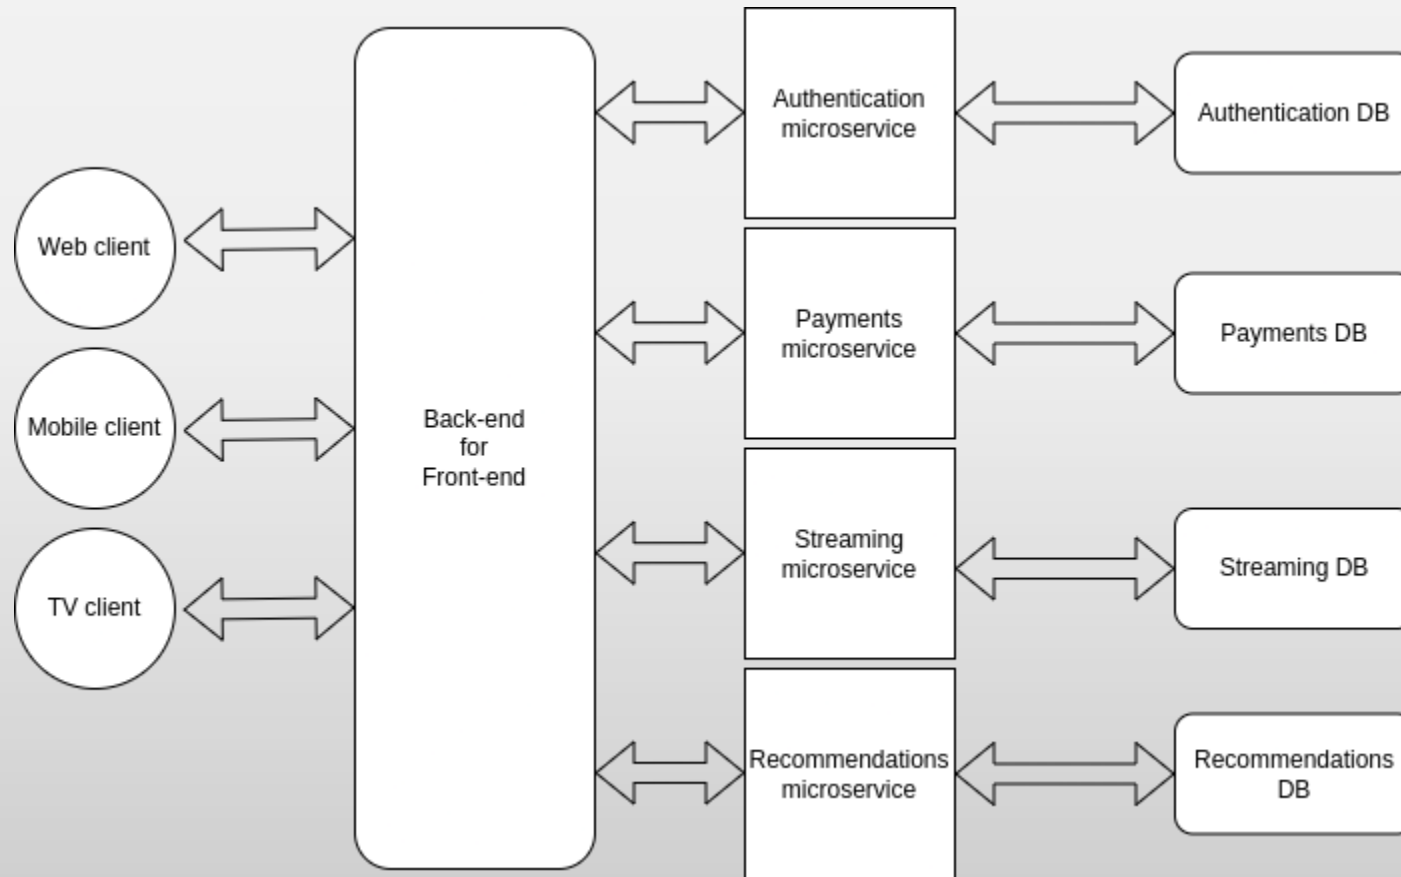 Web client
Mobile client
TV client
Back-end
for
Front-end
Authentication
microservice
Payments
microservice
Streaming
microservice
Recommendations
microservice
Authentication DB
Payments DB
Streaming DB
Recommendations
DB